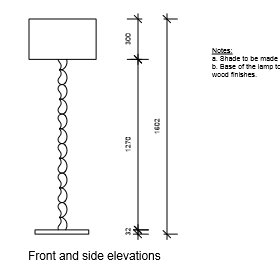 300
Notes:
a. Shade to be made
b. Base of the lamp to
wood finishes.
1270
1602
32
Front and side elevations